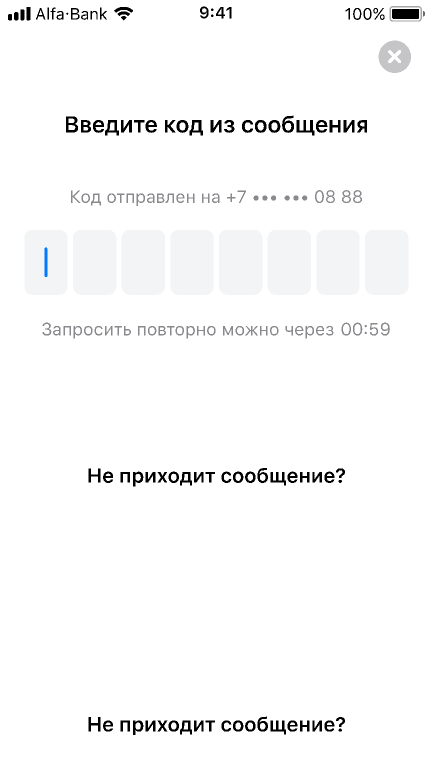 Alfa·Bank 9:41 100%
Введите код из сообщения
Код отправлен на +7 ••• ••• 08 88
Запросить повторно можно через 00:59
Не приходит сообщение?
Не приходит сообщение?